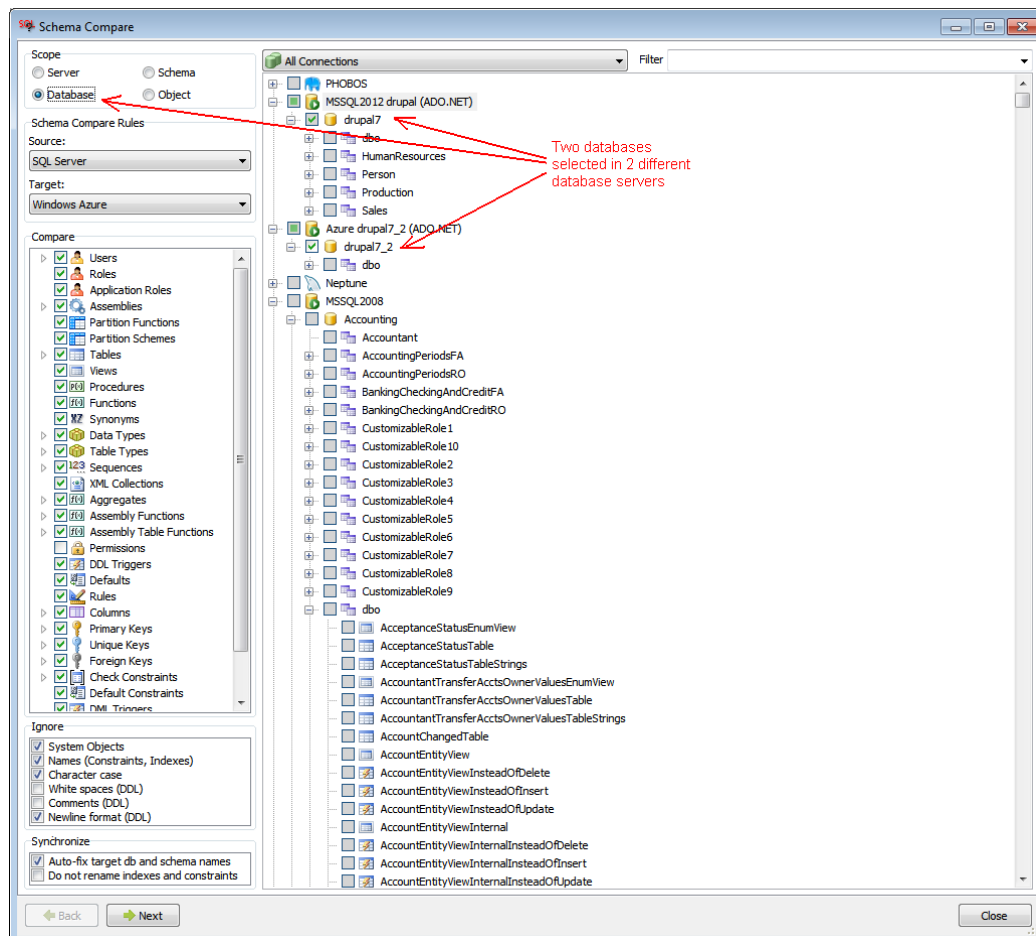 Schema Compare
Scope
Server
Schema
Database
Object
Schema Compare Rules
Source:
SQL Server
Target:
Windows Azure
Compare
Users
Roles
Application Roles
Assemblies
Partition Functions
Partition Schemes
Tables
Views
Procedures
Functions
Synonyms
Data Types
Table Types
Sequences
XML Collections
Aggregates
Assembly Functions
Assembly Table Functions
Permissions
DDL Triggers
Defaults
Rules
Columns
Primary Keys
Unique Keys
Foreign Keys
Check Constraints
Default Constraints
DML Triggers
Ignore
System Objects
Names (Constraints, Indexes)
Character case
White spaces (DDL)
Comments (DDL)
Newline format (DDL)
Synchronize
Auto-fix target db and schema names
Do not rename indexes and constraints
All Connections
Filter
PHOBOS
MSSQL2012 drupal (ADO.NET)
drupal7
dbo
HumanResources
Person
Production
Sales
Azure drupal7_2 (ADO.NET)
drupal7_2
dbo
Neptune
MSSQL2008
Accounting
Accountant
AccountingPeriodsFA
AccountingPeriodsRO
BankingCheckingAndCreditFA
BankingCheckingAndCreditRO
CustomizableRole1
CustomizableRole10
CustomizableRole2
CustomizableRole3
CustomizableRole4
CustomizableRole5
CustomizableRole6
CustomizableRole7
CustomizableRole8
CustomizableRole9
dbo
AcceptanceStatusEnumView
AcceptanceStatusTable
AcceptanceStatusTableStrings
AccountantTransferAcctsOwnerValuesEnumView
AccountantTransferAcctsOwnerValuesTable
AccountantTransferAcctsOwnerValuesTableStrings
AccountChangedTable
AccountEntityView
AccountEntityViewInsteadOfDelete
AccountEntityViewInsteadOfInsert
AccountEntityViewInsteadOfUpdate
AccountEntityViewInternal
AccountEntityViewInternalInsteadOfDelete
AccountEntityViewInternalInsteadOfInsert
AccountEntityViewInternalInsteadOfUpdate
Two databases
selected in 2 different
database servers
Back
Next
Close